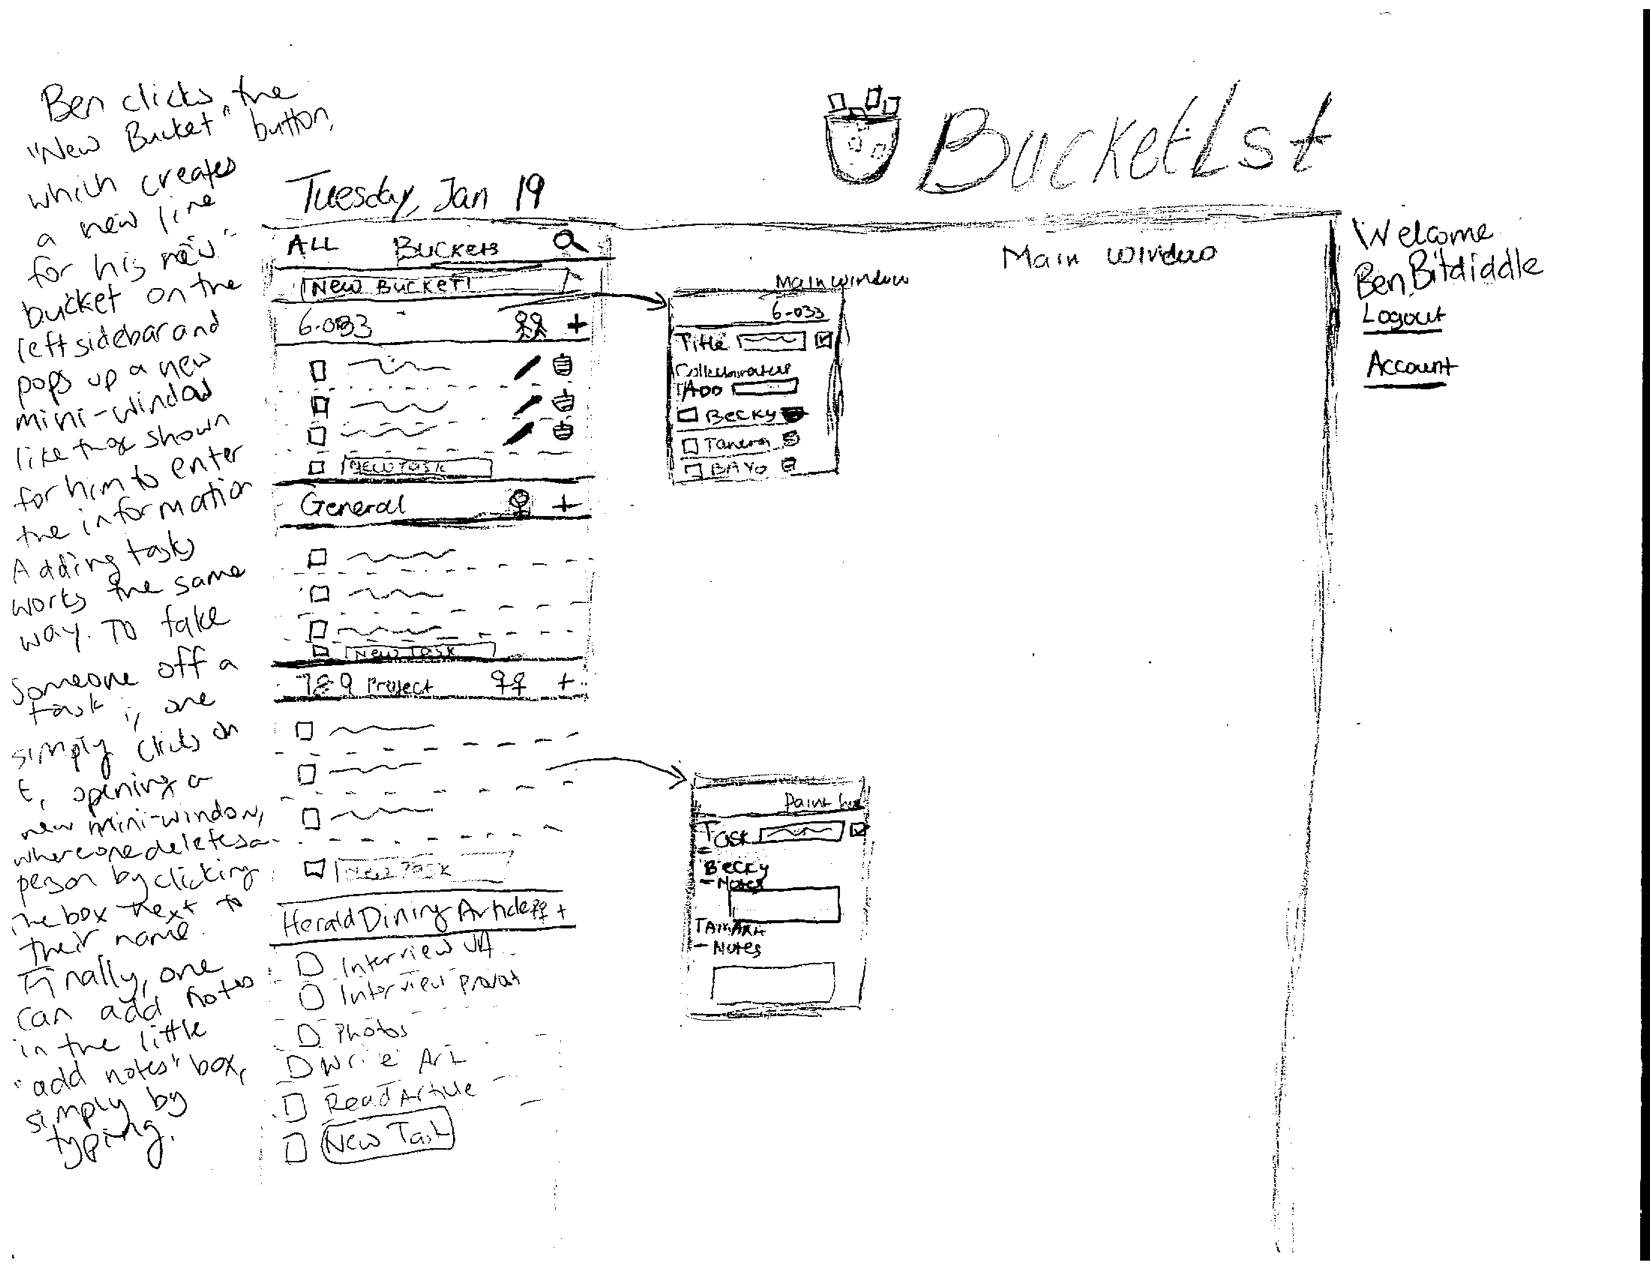 Ben clicks the
"New Bucket" button,
which creates
a new line
for his new
bucket on the
left sidebar and
pops up a new
mini-window
like that shown
for him to enter
the information
Adding tasks
works the same
way. To take
someone off a
task, one
simply clicks on
it, opening a
new mini-window,
where one deletes a
person by clicking
the box next to
their name.
Finally, one
can add notes
in the little
"add notes" box,
simply by
typing.
BucketLst
Tuesday, Jan 19
ALL Buckets
New Bucket!
6.033
New Task
General
New Task
789 Project
New Task
Herald Dining Article +
Interview VA
Interview
Photos
Write Art
Read Article
New Task
Main window
6.033
Title
Collaborators
Add
Becky
Tamara
BAYO
Main window
Paint
Task
Becky
- Notes
TAMARA
- Notes
Welcome
Ben Bitdiddle
Logout
Account